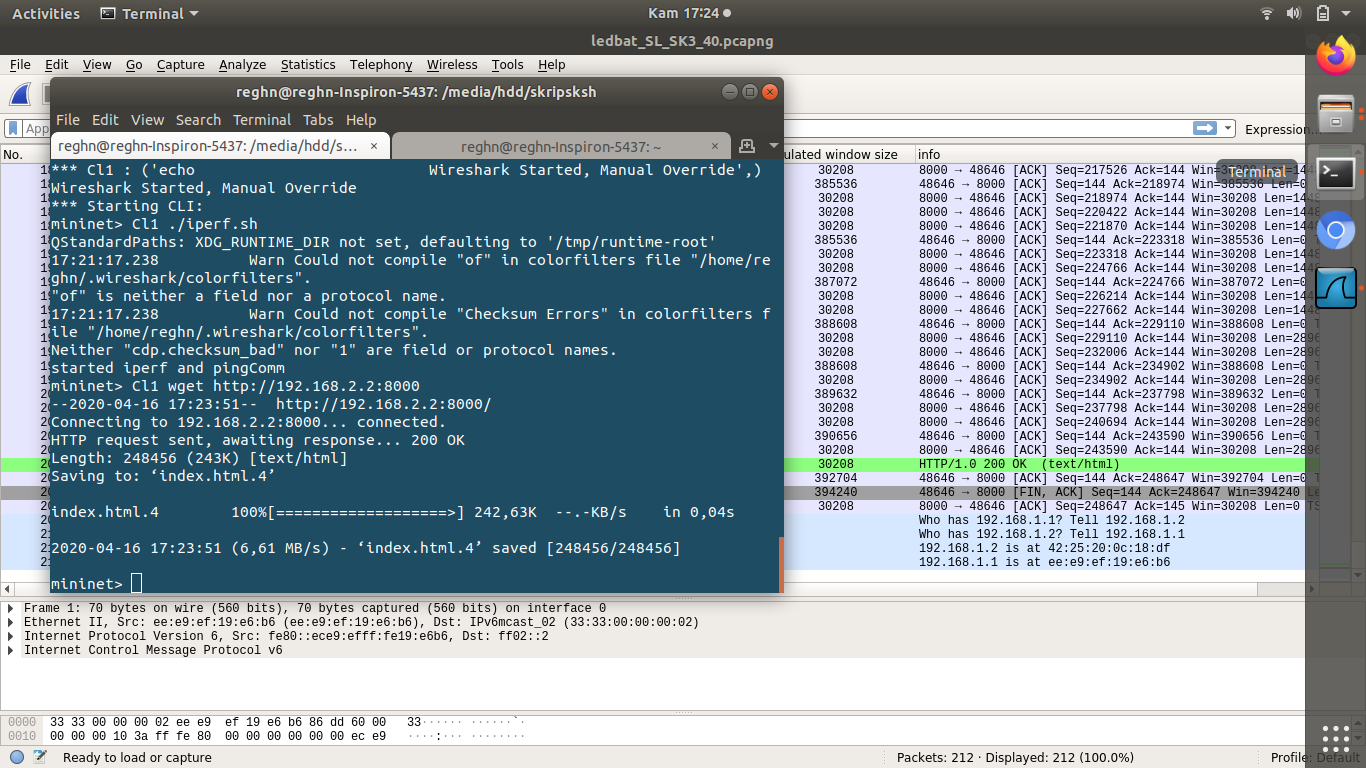 Activities
Terminal
Kam 17:24
ledbat_SL_SK3_40.pcapng
File Edit View Go Capture Analyze Statistics Telephony Wireless Tools Help
reghn@reghn-Inspiron-5437: /media/hdd/skripsksh
File Edit View Search Terminal Tabs Help
reghn@reghn-Inspiron-5437: /media/hdd/s... ×
reghn@reghn-Inspiron-5437: ~ ×
*** Cl1 : ('echo                          Wireshark Started, Manual Override',)
Wireshark Started, Manual Override
*** Starting CLI:
mininet> Cl1 ./iperf.sh
QStandardPaths: XDG_RUNTIME_DIR not set, defaulting to '/tmp/runtime-root'
17:21:17.238          Warn Could not compile "of" in colorfilters file "/home/re
ghn/.wireshark/colorfilters".
"of" is neither a field nor a protocol name.
17:21:17.238          Warn Could not compile "Checksum Errors" in colorfilters f
ile "/home/reghn/.wireshark/colorfilters".
Neither "cdp.checksum_bad" nor "1" are field or protocol names.
started iperf and pingComm
mininet> Cl1 wget http://192.168.2.2:8000
--2020-04-16 17:23:51--  http://192.168.2.2:8000/
Connecting to 192.168.2.2:8000... connected.
HTTP request sent, awaiting response... 200 OK
Length: 248456 (243K) [text/html]
Saving to: ‘index.html.4’
index.html.4        100%[===================>] 242,63K  --.-KB/s    in 0,04s
2020-04-16 17:23:51 (6,61 MB/s) - ‘index.html.4’ saved [248456/248456]
mininet>
App
Expression...
No.
ulated window size
info
30208 8000 → 48646 [ACK] Seq=217526 Ack=144 Win=30208 Len=1448
385536 48646 → 8000 [ACK] Seq=144 Ack=218974 Win=385536 Len=0
30208 8000 → 48646 [ACK] Seq=218974 Ack=144 Win=30208 Len=1448
30208 8000 → 48646 [ACK] Seq=220422 Ack=144 Win=30208 Len=1448
30208 8000 → 48646 [ACK] Seq=221870 Ack=144 Win=30208 Len=1448
385536 48646 → 8000 [ACK] Seq=144 Ack=223318 Win=385536 Len=0
30208 8000 → 48646 [ACK] Seq=223318 Ack=144 Win=30208 Len=1448
30208 8000 → 48646 [ACK] Seq=224766 Ack=144 Win=30208 Len=1448
387072 48646 → 8000 [ACK] Seq=144 Ack=224766 Win=387072 Len=0
30208 8000 → 48646 [ACK] Seq=226214 Ack=144 Win=30208 Len=1448
30208 8000 → 48646 [ACK] Seq=227662 Ack=144 Win=30208 Len=1448
388608 48646 → 8000 [ACK] Seq=144 Ack=229110 Win=388608 Len=0
30208 8000 → 48646 [ACK] Seq=229110 Ack=144 Win=30208 Len=2896
30208 8000 → 48646 [ACK] Seq=232006 Ack=144 Win=30208 Len=2896
388608 48646 → 8000 [ACK] Seq=144 Ack=234902 Win=388608 Len=0
30208 8000 → 48646 [ACK] Seq=234902 Ack=144 Win=30208 Len=2896
389632 48646 → 8000 [ACK] Seq=144 Ack=237798 Win=389632 Len=0
30208 8000 → 48646 [ACK] Seq=237798 Ack=144 Win=30208 Len=2896
30208 8000 → 48646 [ACK] Seq=240694 Ack=144 Win=30208 Len=2896
390656 48646 → 8000 [ACK] Seq=144 Ack=243590 Win=390656 Len=0
30208 8000 → 48646 [ACK] Seq=243590 Ack=144 Win=30208 Len=2896
30208 HTTP/1.0 200 OK  (text/html)
392704 48646 → 8000 [ACK] Seq=144 Ack=248647 Win=392704 Len=0
394240 48646 → 8000 [FIN, ACK] Seq=144 Ack=248647 Win=394240
30208 8000 → 48646 [ACK] Seq=248647 Ack=145 Win=30208 Len=0
Who has 192.168.1.1? Tell 192.168.1.2
Who has 192.168.1.2? Tell 192.168.1.1
192.168.1.2 is at 42:25:20:0c:18:df
192.168.1.1 is at ee:e9:ef:19:e6:b6
Terminal
Frame 1: 70 bytes on wire (560 bits), 70 bytes captured (560 bits) on interface 0
Ethernet II, Src: ee:e9:ef:19:e6:b6 (ee:e9:ef:19:e6:b6), Dst: IPv6mcast_02 (33:33:00:00:00:02)
Internet Protocol Version 6, Src: fe80::ece9:efff:fe19:e6b6, Dst: ff02::2
Internet Control Message Protocol v6
0000  33 33 00 00 00 02 ee e9  ef 19 e6 b6 86 dd 60 00   33······ ······`·
0010  00 00 00 10 3a ff fe 80  00 00 00 00 00 00 ec e9   ····:··· ········
Ready to load or capture
Packets: 212 · Displayed: 212 (100.0%)
Profile: Default